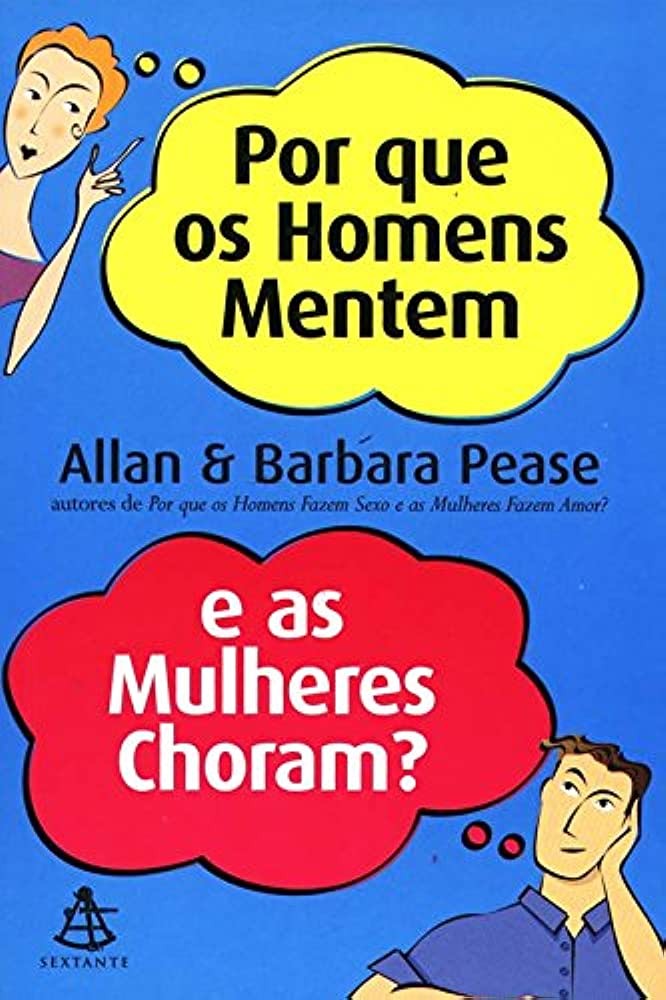 Por que
os Homens
Mentem
Allan & Barbara Pease
autores de Por que os Homens Fazem Sexo e as Mulheres Fazem Amor?
e as
Mulheres
Choram?
SEXTANTE